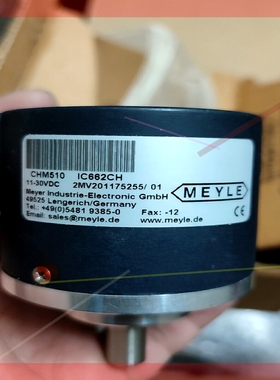 CHM510 IC662CH
11-30VDC 2MV201175255/ 01
Meyer Industrie-Electronic GmbH
49525 Lengerich/Germany
Tel.: +49(0)5481 9385-0 Fax: -12
Email: sales@meyle.de www.meyle.de
MEYLE
CE